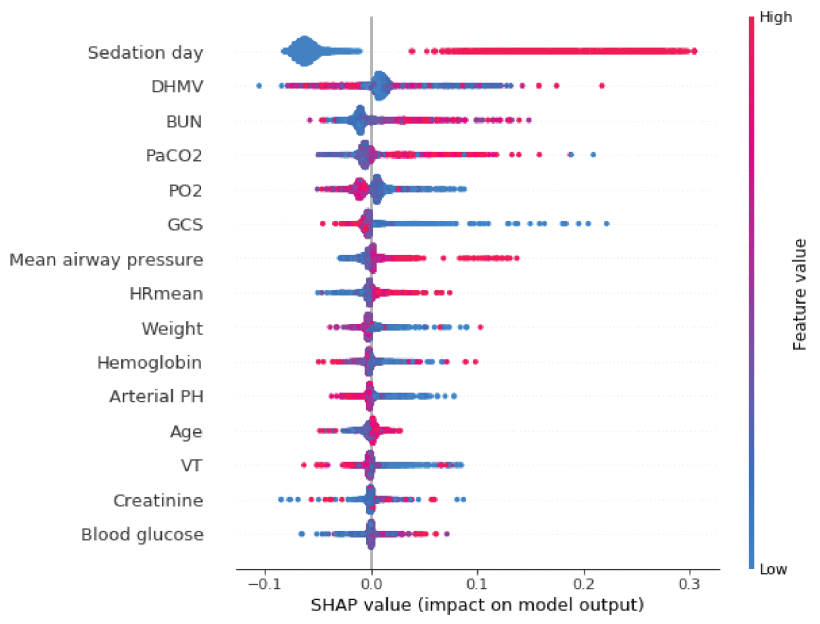 High
Sedation day
DHMV
BUN
PaCO2
PO2
GCS
Mean airway pressure
HRmean
Weight
Hemoglobin
Arterial PH
Age
VT
Creatinine
Blood glucose
Feature value
Low
−0.1 0.0 0.1 0.2 0.3
SHAP value (impact on model output)